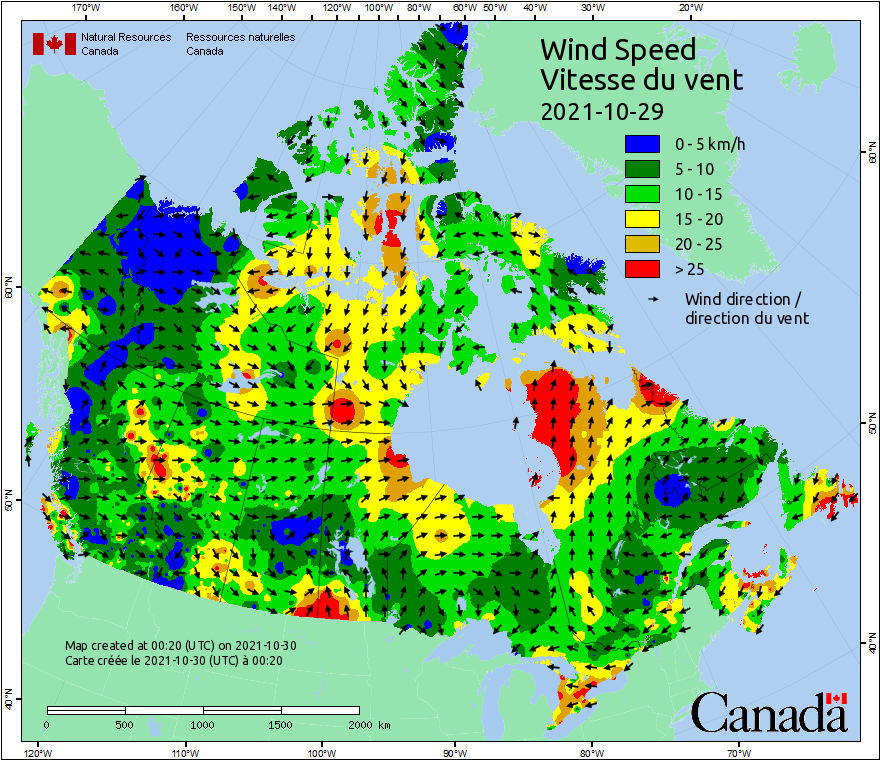 170°W 160°W 150°W 140°W 120°W 100°W 80°W 60°W 50°W 40°W 30°W 20°W
Natural Resources Ressources naturelles
Canada Canada
Wind Speed
Vitesse du vent
2021-10-29
0 - 5 km/h
5 - 10
10 - 15
15 - 20
20 - 25
> 25
Wind direction /
direction du vent
60°N
50°N
40°N
60°N
50°N
40°N
Map created at 00:20 (UTC) on 2021-10-30
Carte créée le 2021-10-30 (UTC) à 00:20
0 500 1000 1500 2000 km
Canada
120°W 110°W 100°W 90°W 80°W 70°W